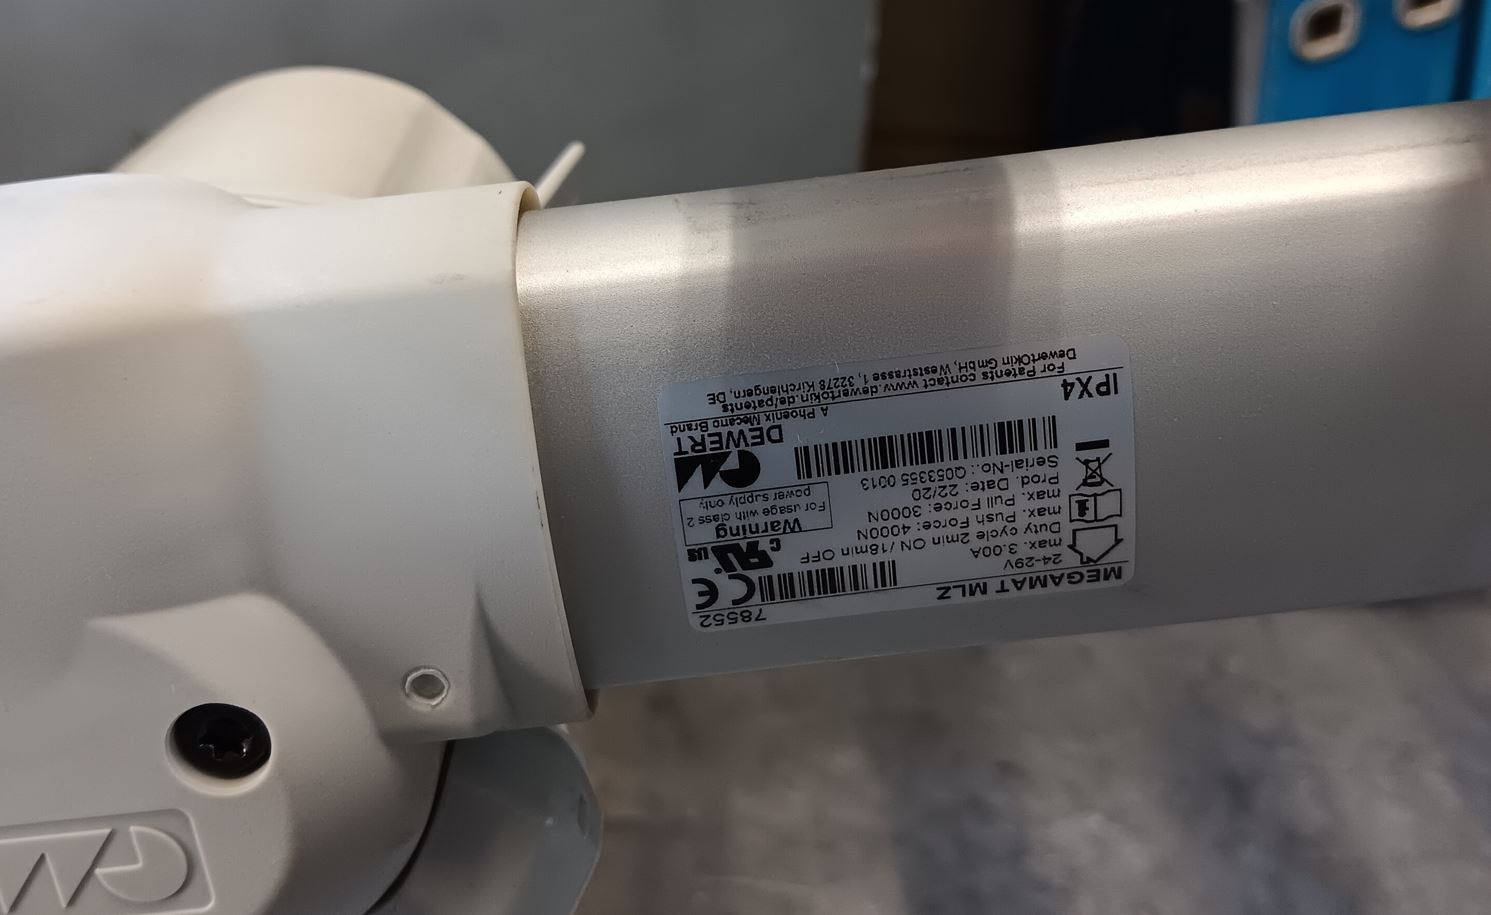 MEGAMAT MLZ
78552
24-29V
max. 3.00A
Duty cycle 2min ON / 18min OFF
max. Push Force: 4000N
max. Pull Force: 3000N
Prod. Date: 22/20
Serial-No.: Q053355 0013
CE
c UR US
Warning
For usage with class 2
power supply only
DEWERT
A Phoenix Mecano Brand
IPX4
For Patents contact www.dewertokin.de/patents
DewertOkin GmbH, Weststrasse 1, 32278 Kirchlengern, DE